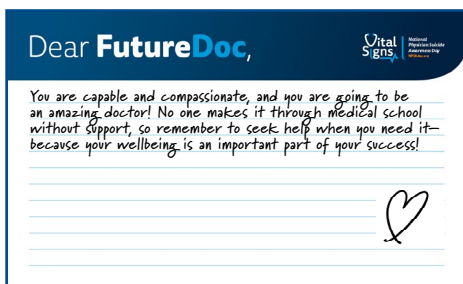 Dear FutureDoc,
Vital
Signs
National
Physician Suicide
Awareness Day
You are capable and compassionate, and you are going to be
an amazing doctor! No one makes it through medical school
without support, so remember to seek help when you need it—
because your wellbeing is an important part of your success!